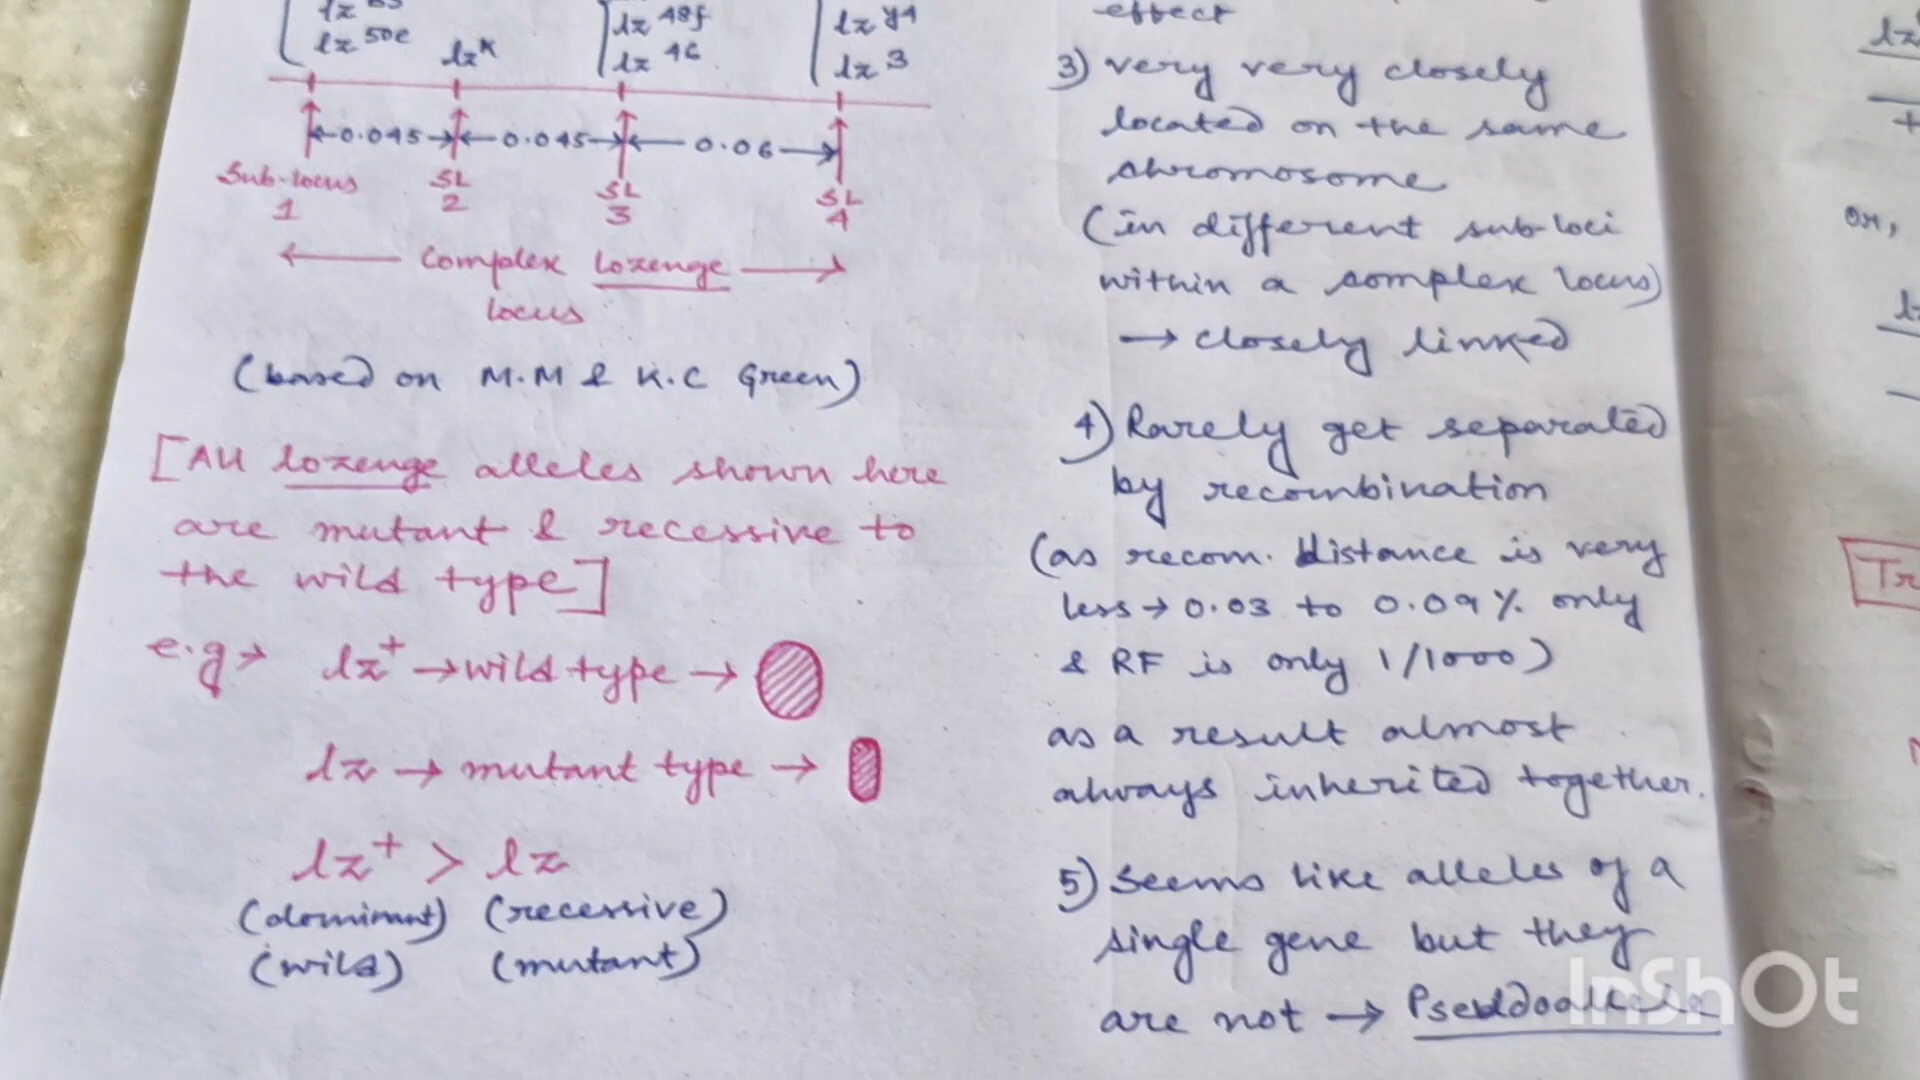 lz
lz 50e
lz k
lz 48f
lz 46
lz y4
lz 3
0.045
0.045
0.06
Sub-locus
1
SL
2
SL
3
SL
4
Complex lozenge
locus
(based on M.M & K.C Green)
[All lozenge alleles shown here
are mutant & recessive to
the wild type]
e.g → lz+ → wild type →
lz → mutant type →
lz+ > lz
(dominant) (recessive)
(wild) (mutant)
effect
3) very very closely
located on the same
chromosome
(in different sub-loci
within a complex locus)
→ closely linked
4) Rarely get separated
by recombination
(as recom. distance is very
less → 0.03 to 0.09% only
& RF is only 1/1000)
as a result almost
always inherited together.
5) Seems like alleles of a
single gene but they
are not → Pseudoallele
lz
+
or,
Tr
InShOt